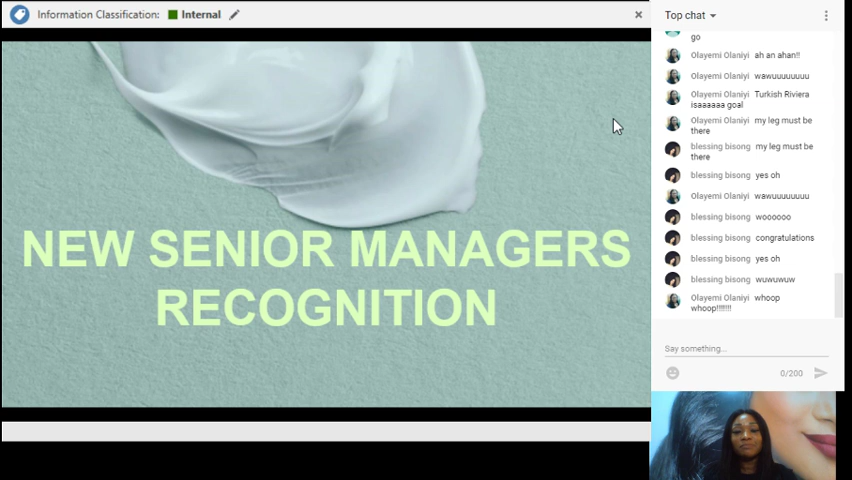 Information Classification: Internal
NEW SENIOR MANAGERS
RECOGNITION
Top chat
go
Olayemi Olaniyi ah an ahan!!
Olayemi Olaniyi wawuuuuuuuu
Olayemi Olaniyi Turkish Riviera
isaaaaaa goal
Olayemi Olaniyi my leg must be
there
blessing bisong my leg must be
there
blessing bisong yes oh
Olayemi Olaniyi wawuuuuuuuu
blessing bisong woooooo
blessing bisong congratulations
blessing bisong yes oh
blessing bisong wuwuwuw
Olayemi Olaniyi whoop
whoop!!!!!!!
Say something...
0/200